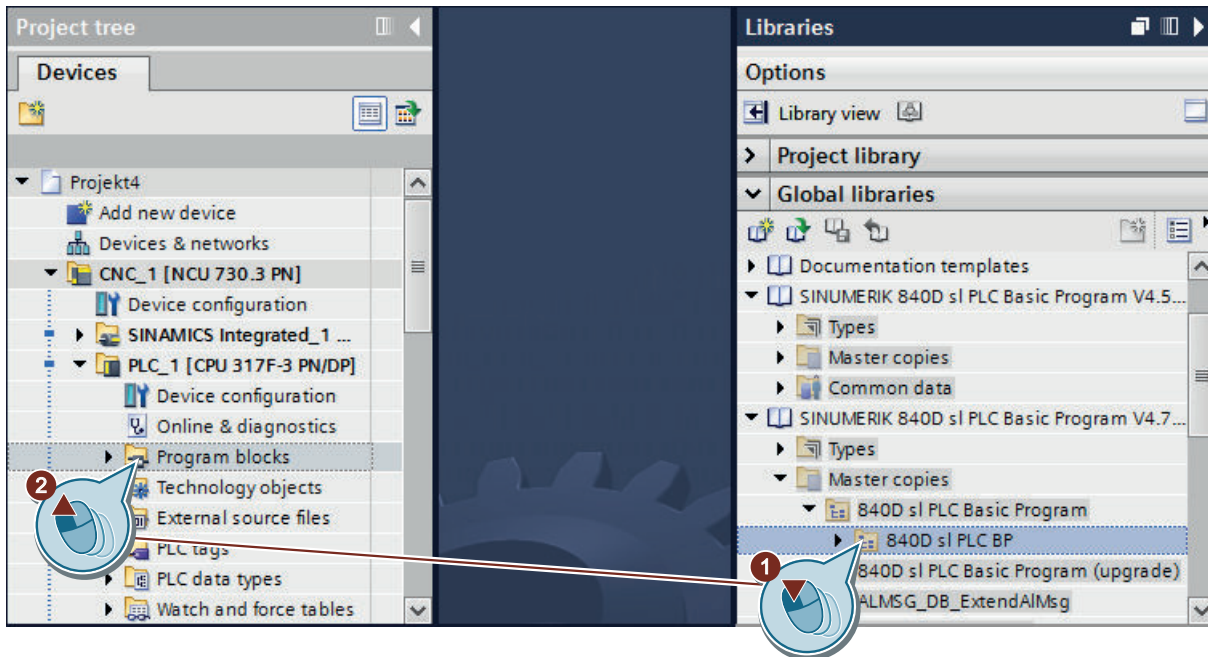 Project tree
Devices
Projekt4
Add new device
Devices & networks
CNC_1 [NCU 730.3 PN]
Device configuration
SINAMICS Integrated_1 ...
PLC_1 [CPU 317F-3 PN/DP]
Device configuration
Online & diagnostics
Program blocks
2
Technology objects
External source files
PLC tags
PLC data types
Watch and force tables
Libraries
Options
Library view
Project library
Global libraries
Documentation templates
SINUMERIK 840D sl PLC Basic Program V4.5...
Types
Master copies
Common data
SINUMERIK 840D sl PLC Basic Program V4.7...
Types
Master copies
840D sl PLC Basic Program
840D sl PLC BP
1
840D sl PLC Basic Program (upgrade)
ALMSG_DB_ExtendAlMsg